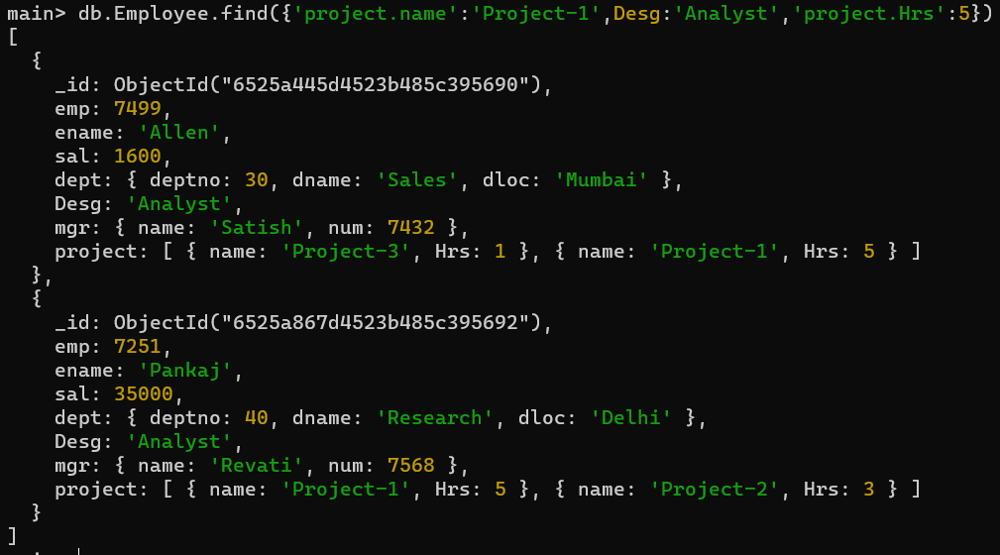 main> db.Employee.find({'project.name':'Project-1',Desg:'Analyst','project.Hrs':5})
[
  {
    _id: ObjectId("6525a445d4523b485c395690"),
    emp: 7499,
    ename: 'Allen',
    sal: 1600,
    dept: { deptno: 30, dname: 'Sales', dloc: 'Mumbai' },
    Desg: 'Analyst',
    mgr: { name: 'Satish', num: 7432 },
    project: [ { name: 'Project-3', Hrs: 1 }, { name: 'Project-1', Hrs: 5 } ]
  },
  {
    _id: ObjectId("6525a867d4523b485c395692"),
    emp: 7251,
    ename: 'Pankaj',
    sal: 35000,
    dept: { deptno: 40, dname: 'Research', dloc: 'Delhi' },
    Desg: 'Analyst',
    mgr: { name: 'Revati', num: 7568 },
    project: [ { name: 'Project-1', Hrs: 5 }, { name: 'Project-2', Hrs: 3 } ]
  }
]